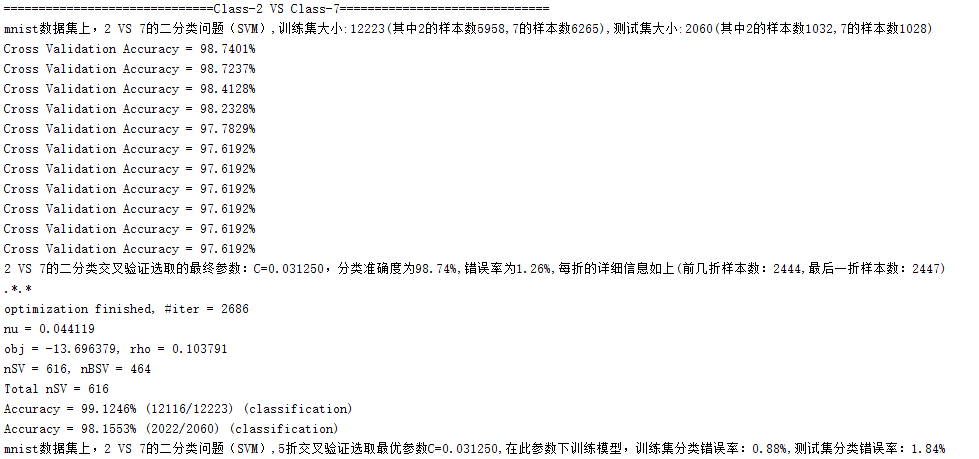 ==============================Class-2 VS Class-7==============================
mnist数据集上，2 VS 7的二分类问题（SVM）,训练集大小:12223(其中2的样本数5958,7的样本数6265),测试集大小:2060(其中2的样本数1032,7的样本数1028)
Cross Validation Accuracy = 98.7401%
Cross Validation Accuracy = 98.7237%
Cross Validation Accuracy = 98.4128%
Cross Validation Accuracy = 98.2328%
Cross Validation Accuracy = 97.7829%
Cross Validation Accuracy = 97.6192%
Cross Validation Accuracy = 97.6192%
Cross Validation Accuracy = 97.6192%
Cross Validation Accuracy = 97.6192%
Cross Validation Accuracy = 97.6192%
Cross Validation Accuracy = 97.6192%
2 VS 7的二分类交叉验证选取的最终参数：C=0.031250，分类准确度为98.74%,错误率为1.26%,每折的详细信息如上(前几折样本数：2444,最后一折样本数：2447)
.*.*
optimization finished, #iter = 2686
nu = 0.044119
obj = -13.696379, rho = 0.103791
nSV = 616, nBSV = 464
Total nSV = 616
Accuracy = 99.1246% (12116/12223) (classification)
Accuracy = 98.1553% (2022/2060) (classification)
mnist数据集上，2 VS 7的二分类问题（SVM）,5折交叉验证选取最优参数C=0.031250,在此参数下训练模型，训练集分类错误率：0.88%,测试集分类错误率：1.84%